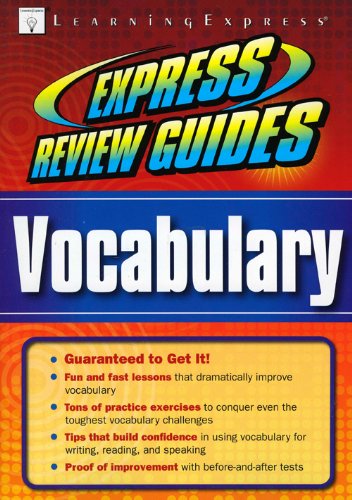 LEARNINGEXPRESS®
EXPRESS
REVIEW GUIDES
Vocabulary
• Guaranteed to Get It!
• Fun and fast lessons that dramatically improve
vocabulary
• Tons of practice exercises to conquer even the
toughest vocabulary challenges
• Tips that build confidence in using vocabulary for
writing, reading, and speaking
• Proof of improvement with before-and-after tests